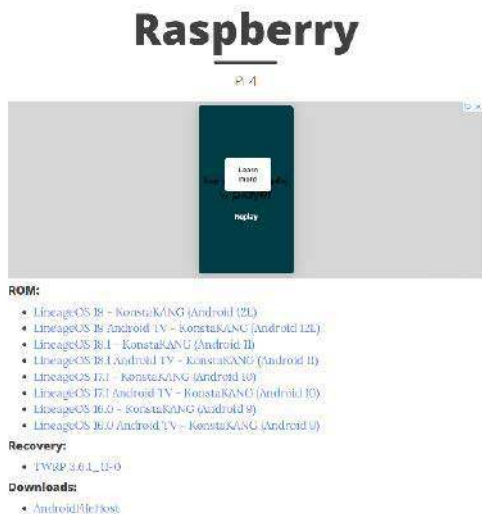 Raspberry
Pi 4
Learn
more
player
Replay
ROM:
LineageOS 19 - KonstaKANG (Android 12L)
LineageOS 19 Android TV - KonstaKANG (Android 12L)
LineageOS 18.1 - KonstaKANG (Android 11)
LineageOS 18.1 Android TV - KonstaKANG (Android 11)
LineageOS 17.1 - KonstaKANG (Android 10)
LineageOS 17.1 Android TV - KonstaKANG (Android 10)
LineageOS 16.0 - KonstaKANG (Android 9)
LineageOS 16.0 Android TV - KonstaKANG (Android 9)
Recovery:
TWRP 3.6.1_11-0
Downloads:
AndroidFileHost